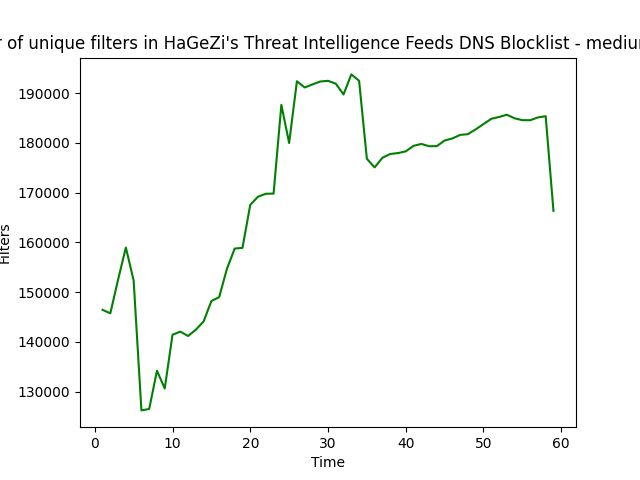 r of unique filters in HaGeZi's Threat Intelligence Feeds DNS Blocklist - medium
190000
180000
170000
160000
150000
140000
130000
Filters
0 10 20 30 40 50 60
Time